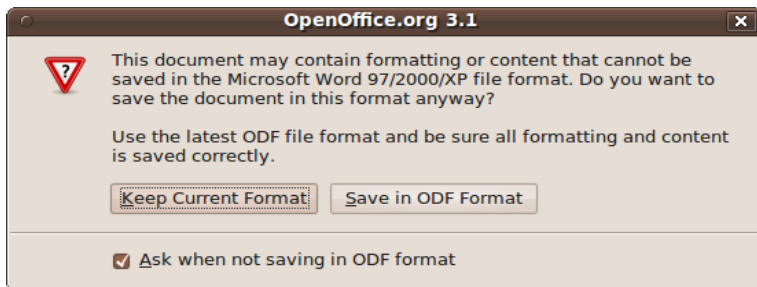 OpenOffice.org 3.1
This document may contain formatting or content that cannot be
saved in the Microsoft Word 97/2000/XP file format. Do you want to
save the document in this format anyway?
Use the latest ODF file format and be sure all formatting and content
is saved correctly.
Keep Current Format
Save in ODF Format
Ask when not saving in ODF format